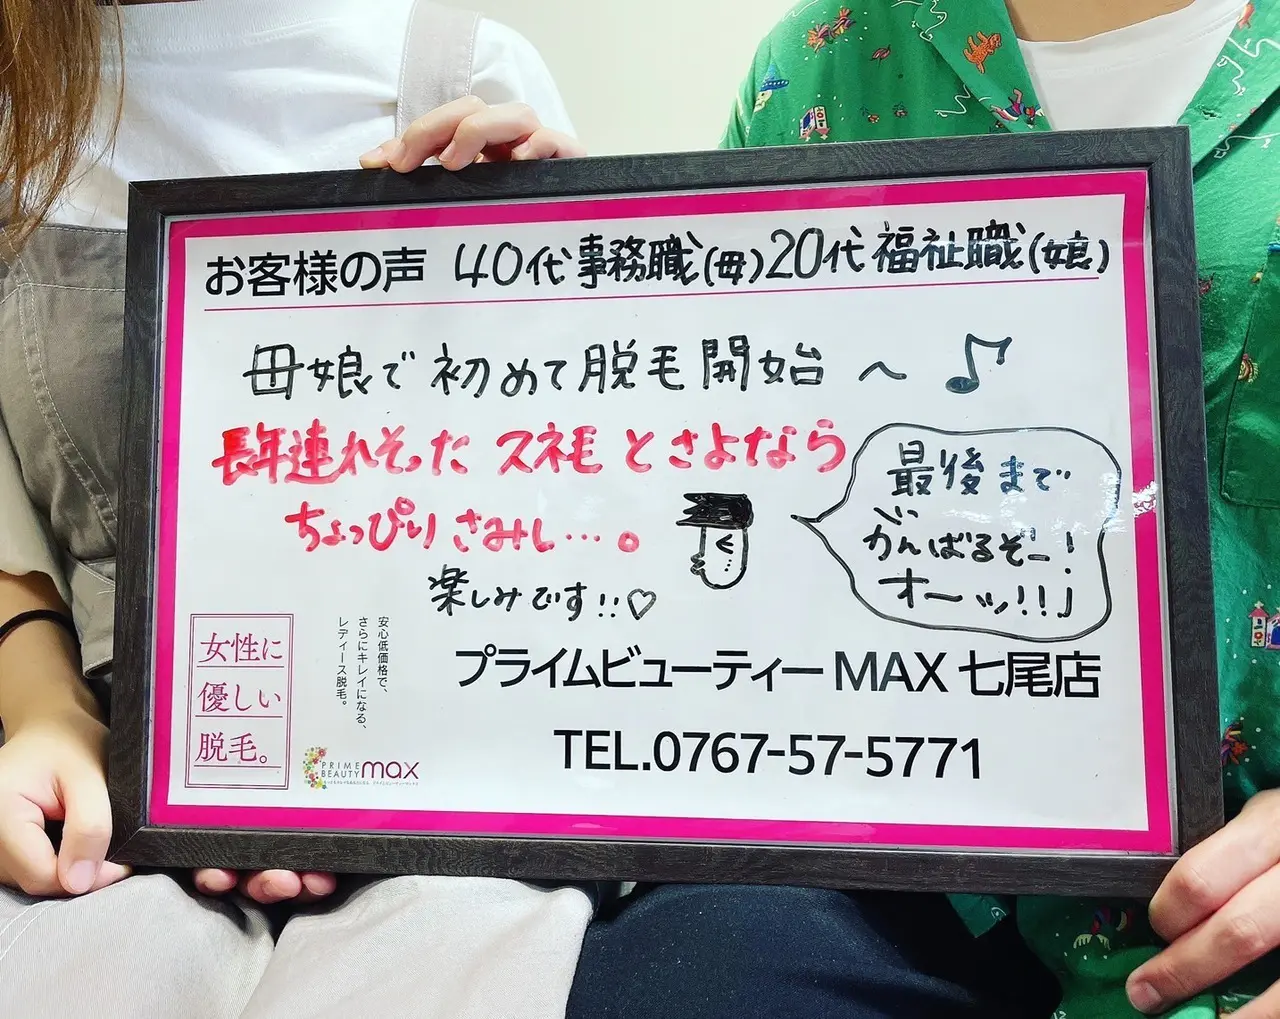 お客様の声 40代事務職(母)20代福祉職(娘)
母娘で初めて脱毛開始〜♪
長年連れそったスネ毛とさよなら
ちょっぴりさみし…。
楽しみです!!♡
最後まで
がんばるぞー!
オーッ!!」
女性に
優しい
脱毛。
安心低価格で、
さらにキレイになる、
レディース脱毛。
PRIME
BEAUTY max
プライムビューティーMAX 七尾店
TEL.0767-57-5771